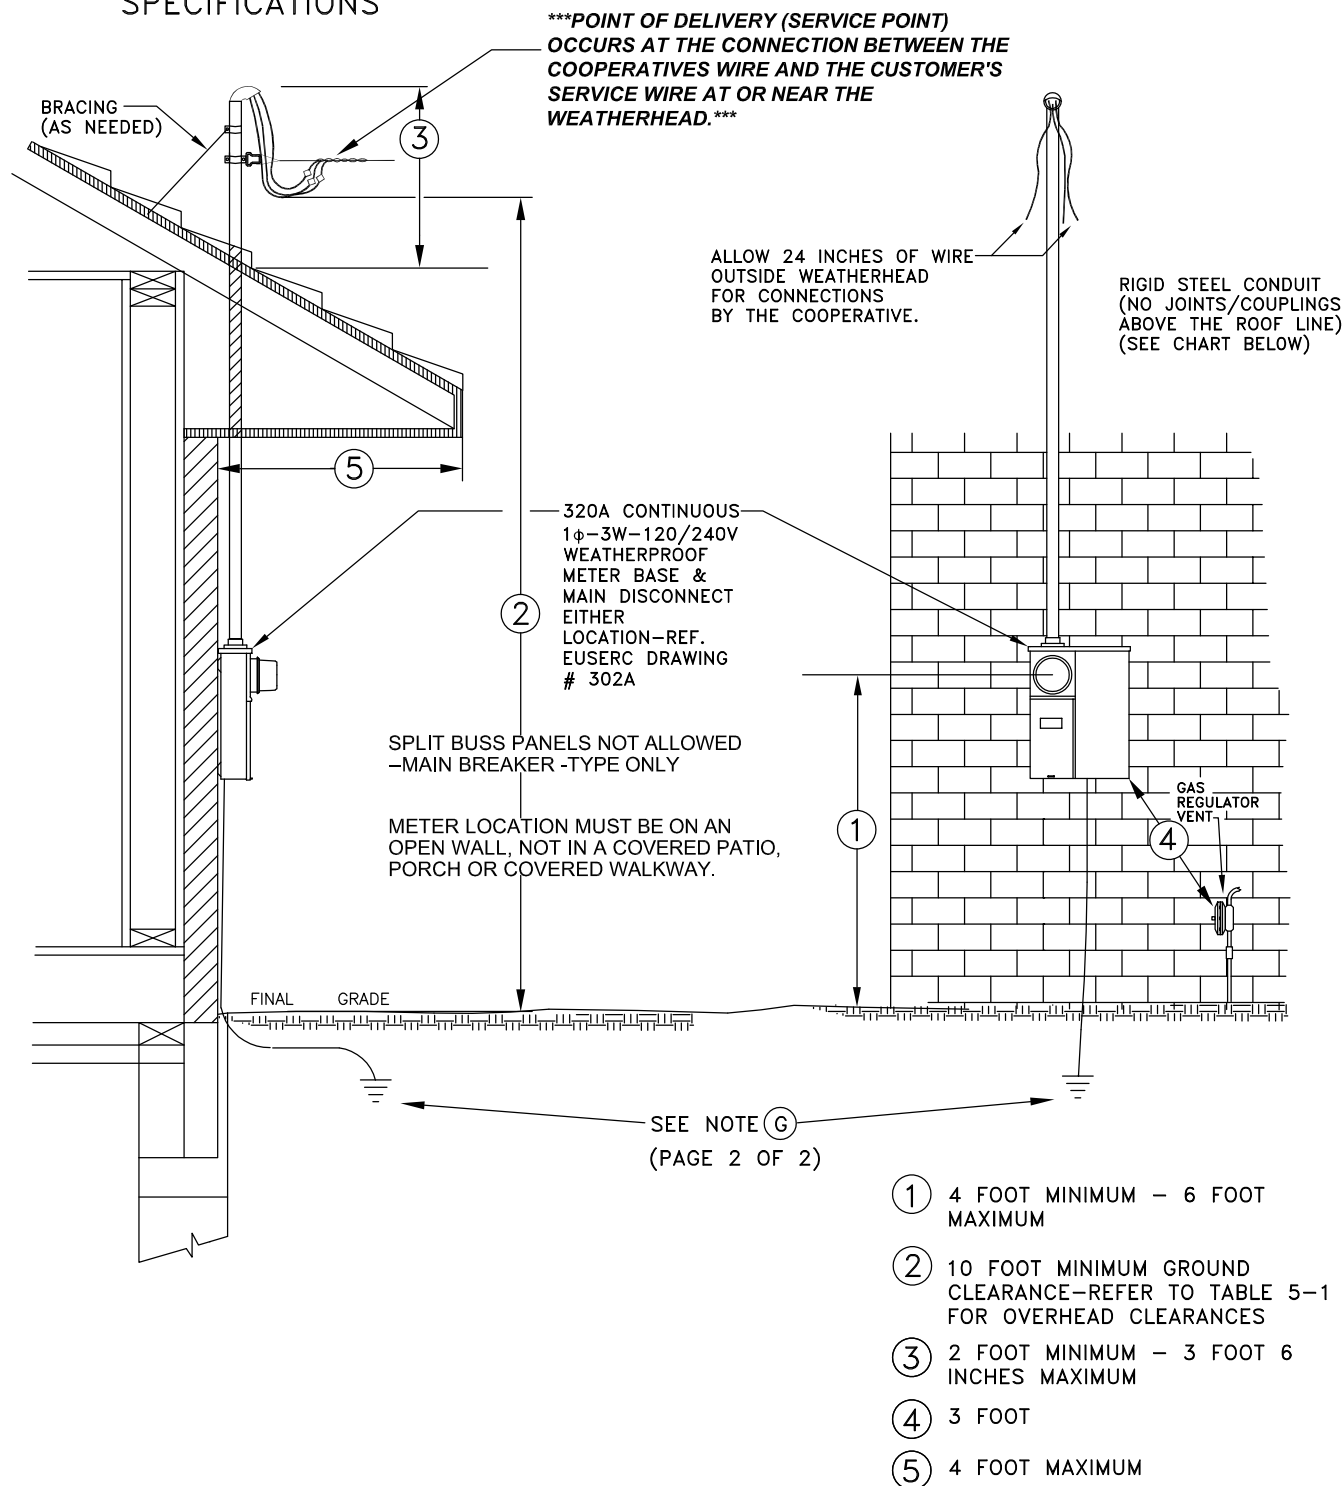 SPECIFICATIONS
***POINT OF DELIVERY (SERVICE POINT)
OCCURS AT THE CONNECTION BETWEEN THE
COOPERATIVES WIRE AND THE CUSTOMER'S
SERVICE WIRE AT OR NEAR THE
WEATHERHEAD.***
BRACING
(AS NEEDED)
3
ALLOW 24 INCHES OF WIRE
OUTSIDE WEATHERHEAD
FOR CONNECTIONS
BY THE COOPERATIVE.
RIGID STEEL CONDUIT
(NO JOINTS/COUPLINGS
ABOVE THE ROOF LINE)
(SEE CHART BELOW)
5
320A CONTINUOUS
1ϕ-3W-120/240V
WEATHERPROOF
METER BASE &
MAIN DISCONNECT
EITHER
LOCATION-REF.
EUSERC DRAWING
# 302A
2
SPLIT BUSS PANELS NOT ALLOWED
–MAIN BREAKER -TYPE ONLY
METER LOCATION MUST BE ON AN
OPEN WALL, NOT IN A COVERED PATIO,
PORCH OR COVERED WALKWAY.
1
GAS
REGULATOR
VENT
4
FINAL GRADE
SEE NOTE G
(PAGE 2 OF 2)
1 4 FOOT MINIMUM – 6 FOOT
MAXIMUM
2 10 FOOT MINIMUM GROUND
CLEARANCE–REFER TO TABLE 5–1
FOR OVERHEAD CLEARANCES
3 2 FOOT MINIMUM – 3 FOOT 6
INCHES MAXIMUM
4 3 FOOT
5 4 FOOT MAXIMUM